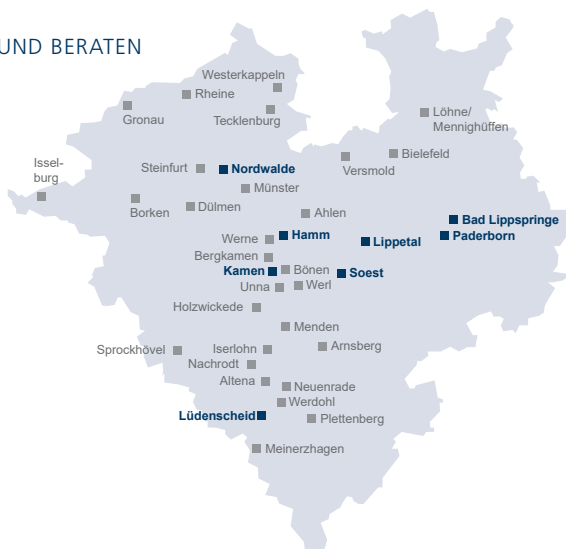 UND BERATEN
Westerkappeln
Rheine
Gronau
Tecklenburg
Löhne/
Mennighüffen
Issel-
burg
Steinfurt
Nordwalde
Versmold
Bielefeld
Münster
Borken
Dülmen
Ahlen
Bad Lippspringe
Werne
Hamm
Lippetal
Paderborn
Bergkamen
Kamen
Bönen
Soest
Unna
Werl
Holzwickede
Menden
Sprockhövel
Iserlohn
Arnsberg
Nachrodt
Altena
Neuenrade
Werdohl
Lüdenscheid
Plettenberg
Meinerzhagen